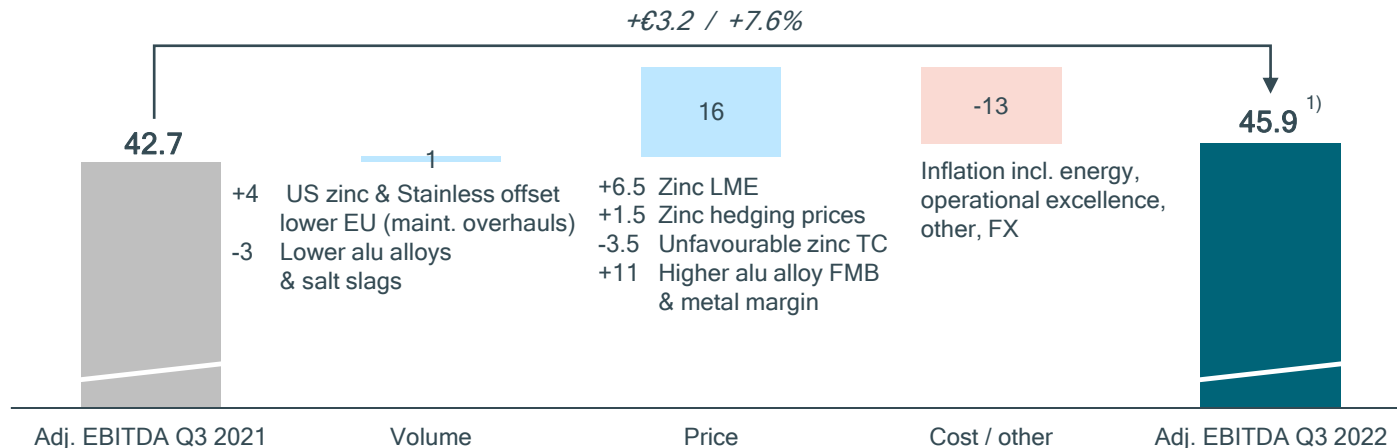 +€3.2 / +7.6%
42.7
1
+4 US zinc & Stainless offset
lower EU (maint. overhauls)
-3 Lower alu alloys
& salt slags
16
+6.5 Zinc LME
+1.5 Zinc hedging prices
-3.5 Unfavourable zinc TC
+11 Higher alu alloy FMB
& metal margin
-13
Inflation incl. energy,
operational excellence,
other, FX
45.9 1)
Adj. EBITDA Q3 2021
Volume
Price
Cost / other
Adj. EBITDA Q3 2022